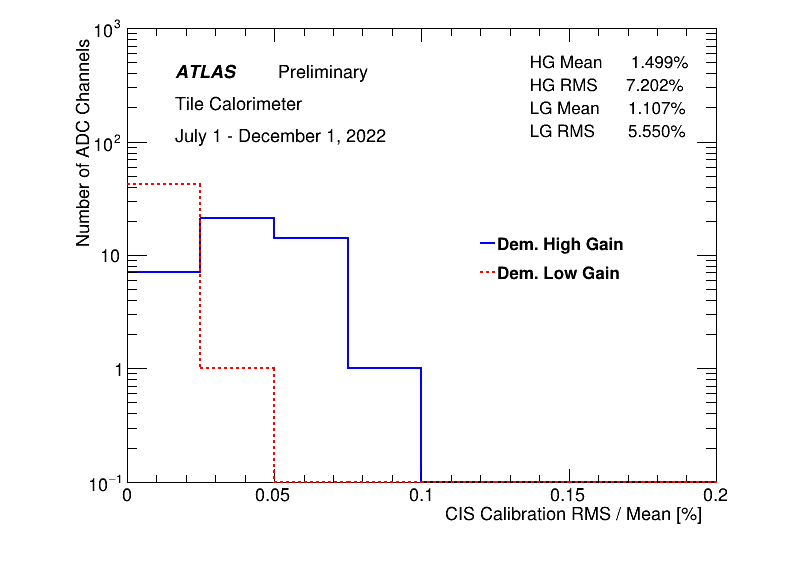 10³
HG Mean 1.499%
ATLAS Preliminary
HG RMS 7.202%
Tile Calorimeter
LG Mean 1.107%
July 1 - December 1, 2022
LG RMS 5.550%
Number of ADC Channels
10²
Dem. High Gain
10
Dem. Low Gain
1
10⁻¹
0 0.05 0.1 0.15 0.2
CIS Calibration RMS / Mean [%]